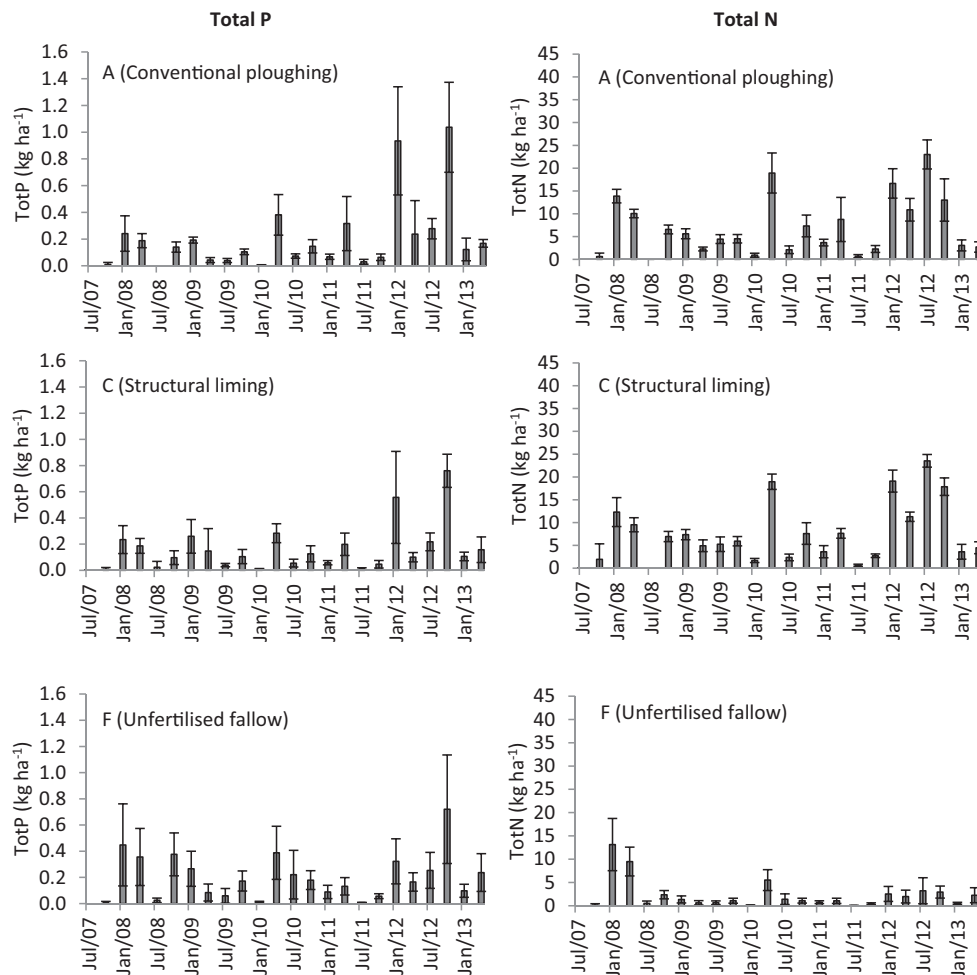 Total P
Total N
A (Conventional ploughing)
TotP (kg ha⁻¹)
1.6
1.4
1.2
1.0
0.8
0.6
0.4
0.2
0.0
Jul/07 Jan/08 Jul/08 Jan/09 Jul/09 Jan/10 Jul/10 Jan/11 Jul/11 Jan/12 Jul/12 Jan/13
A (Conventional ploughing)
TotN (kg ha⁻¹)
45
40
35
30
25
20
15
10
5
0
Jul/07 Jan/08 Jul/08 Jan/09 Jul/09 Jan/10 Jul/10 Jan/11 Jul/11 Jan/12 Jul/12 Jan/13
C (Structural liming)
TotP (kg ha⁻¹)
1.6
1.4
1.2
1.0
0.8
0.6
0.4
0.2
0.0
Jul/07 Jan/08 Jul/08 Jan/09 Jul/09 Jan/10 Jul/10 Jan/11 Jul/11 Jan/12 Jul/12 Jan/13
C (Structural liming)
TotN (kg ha⁻¹)
45
40
35
30
25
20
15
10
5
0
Jul/07 Jan/08 Jul/08 Jan/09 Jul/09 Jan/10 Jul/10 Jan/11 Jul/11 Jan/12 Jul/12 Jan/13
F (Unfertilised fallow)
TotP (kg ha⁻¹)
1.6
1.4
1.2
1.0
0.8
0.6
0.4
0.2
0.0
Jul/07 Jan/08 Jul/08 Jan/09 Jul/09 Jan/10 Jul/10 Jan/11 Jul/11 Jan/12 Jul/12 Jan/13
F (Unfertilised fallow)
TotN (kg ha⁻¹)
45
40
35
30
25
20
15
10
5
0
Jul/07 Jan/08 Jul/08 Jan/09 Jul/09 Jan/10 Jul/10 Jan/11 Jul/11 Jan/12 Jul/12 Jan/13